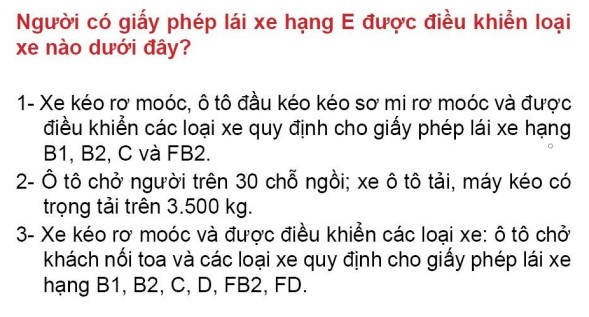 Người có giấy phép lái xe hạng E được điều khiển loại
xe nào dưới đây?
1- Xe kéo rơ moóc, ô tô đầu kéo kéo sơ mi rơ moóc và được
điều khiển các loại xe quy định cho giấy phép lái xe hạng
B1, B2, C và FB2.
2- Ô tô chở người trên 30 chỗ ngồi; xe ô tô tải, máy kéo có
trọng tải trên 3.500 kg.
3- Xe kéo rơ moóc và được điều khiển các loại xe: ô tô chở
khách nối toa và các loại xe quy định cho giấy phép lái xe
hạng B1, B2, C, D, FB2, FD.